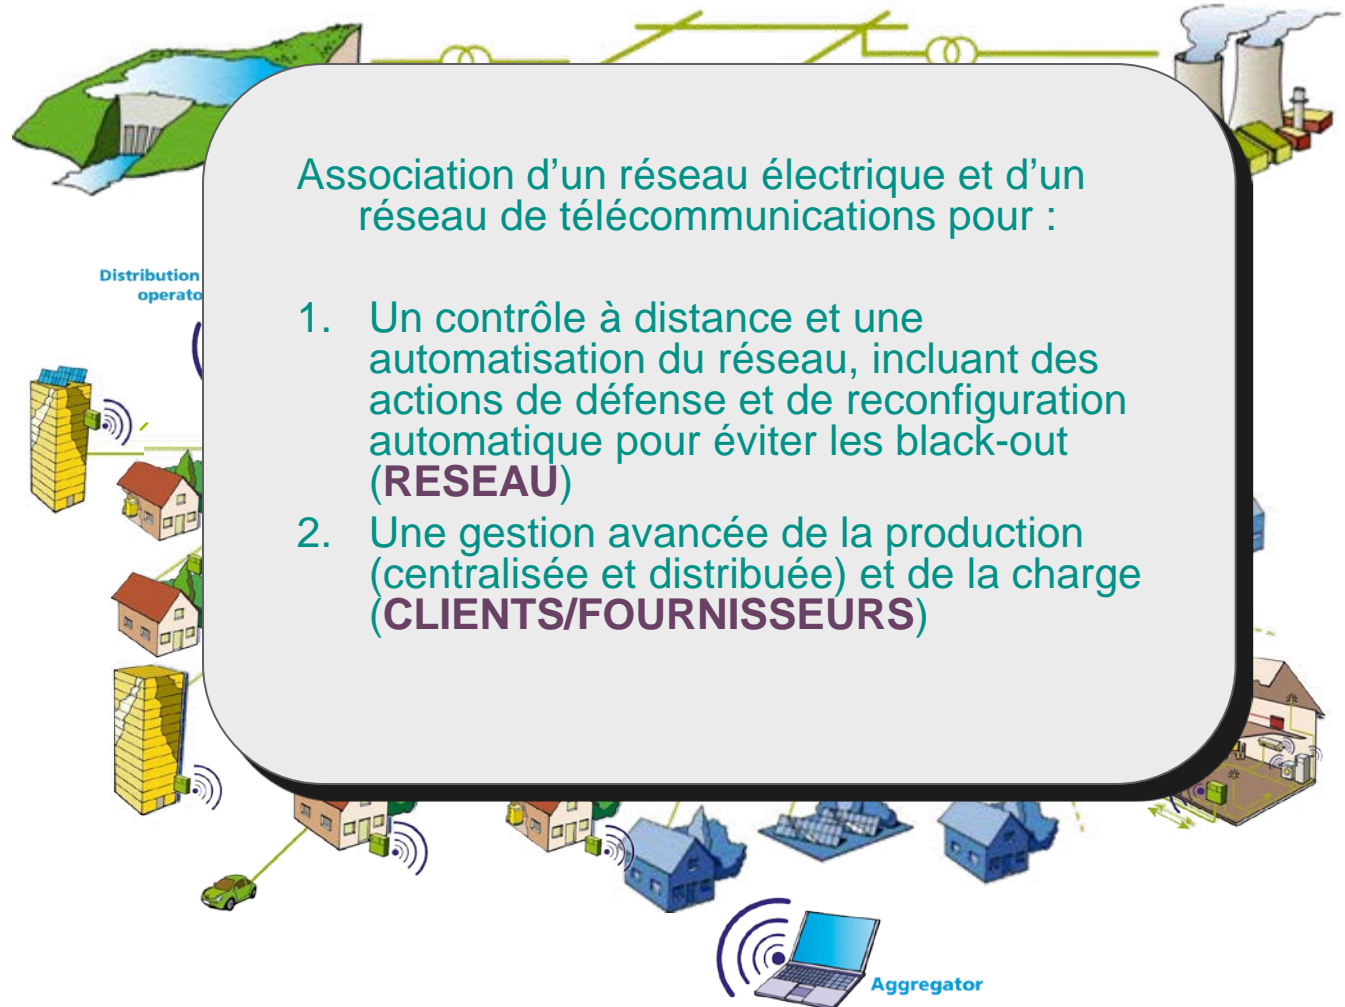 Association d’un réseau électrique et d’un
réseau de télécommunications pour :
Distribution
operato
1. Un contrôle à distance et une
automatisation du réseau, incluant des
actions de défense et de reconfiguration
automatique pour éviter les black-out
(RESEAU)
2. Une gestion avancée de la production
(centralisée et distribuée) et de la charge
(CLIENTS/FOURNISSEURS)
Aggregator